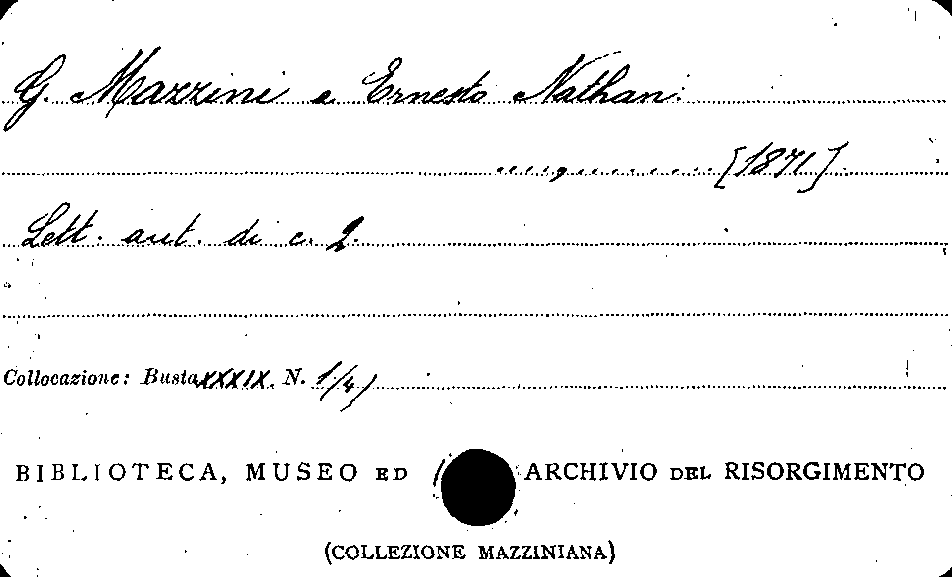 G. Mazzini a Ernesto Nathan.
[1871].
Lett. aut. di c. 2.
Collocazione: Busta XXXIX. N. 1/4)
BIBLIOTECA, MUSEO ED ARCHIVIO DEL RISORGIMENTO
(COLLEZIONE MAZZINIANA)